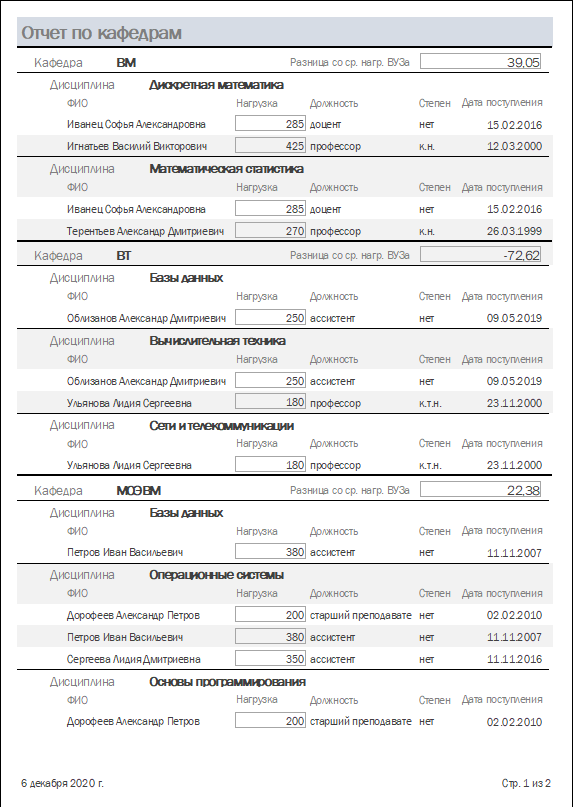 Отчет по кафедрам
Кафедра ВМ Разница со ср. нагр. ВУЗа 39,05
Дисциплина Дискретная математика
ФИО Нагрузка Должность Степен Дата поступления
Иванец Софья Александровна 285 доцент нет 15.02.2016
Игнатьев Василий Викторович 425 профессор к.н. 12.03.2000
Дисциплина Математическая статистика
ФИО Нагрузка Должность Степен Дата поступления
Иванец Софья Александровна 285 доцент нет 15.02.2016
Терентьев Александр Дмитриевич 270 профессор к.н. 26.03.1999
Кафедра ВТ Разница со ср. нагр. ВУЗа -72,62
Дисциплина Базы данных
ФИО Нагрузка Должность Степен Дата поступления
Облизанов Александр Дмитриевич 250 ассистент нет 09.05.2019
Дисциплина Вычислительная техника
ФИО Нагрузка Должность Степен Дата поступления
Облизанов Александр Дмитриевич 250 ассистент нет 09.05.2019
Ульянова Лидия Сергеевна 180 профессор к.т.н. 23.11.2000
Дисциплина Сети и телекоммуникации
ФИО Нагрузка Должность Степен Дата поступления
Ульянова Лидия Сергеевна 180 профессор к.т.н. 23.11.2000
Кафедра МОЭВМ Разница со ср. нагр. ВУЗа 22,38
Дисциплина Базы данных
ФИО Нагрузка Должность Степен Дата поступления
Петров Иван Васильевич 380 ассистент нет 11.11.2007
Дисциплина Операционные системы
ФИО Нагрузка Должность Степен Дата поступления
Дорофеев Александр Петров 200 старший преподавате нет 02.02.2010
Петров Иван Васильевич 380 ассистент нет 11.11.2007
Сергеева Лидия Дмитриевна 350 ассистент нет 11.11.2016
Дисциплина Основы программирования
ФИО Нагрузка Должность Степен Дата поступления
Дорофеев Александр Петров 200 старший преподавате нет 02.02.2010
6 декабря 2020 г. Стр. 1 из 2